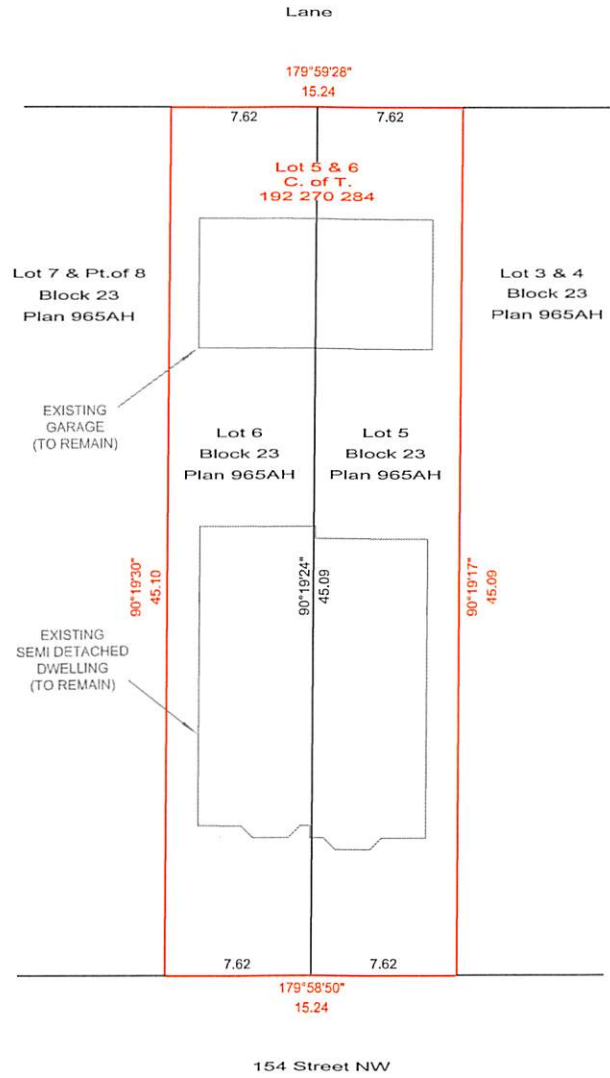 Lane
179°59'28"
15.24
7.62
7.62
Lot 5 & 6
C. of T.
192 270 284
Lot 7 & Pt.of 8
Block 23
Plan 965AH
Lot 3 & 4
Block 23
Plan 965AH
EXISTING
GARAGE
(TO REMAIN)
Lot 6
Block 23
Plan 965AH
Lot 5
Block 23
Plan 965AH
90°19'30"
45.10
90°19'24"
45.09
90°19'17"
45.09
EXISTING
SEMI DETACHED
DWELLING
(TO REMAIN)
7.62
7.62
179°58'50"
15.24
154 Street NW